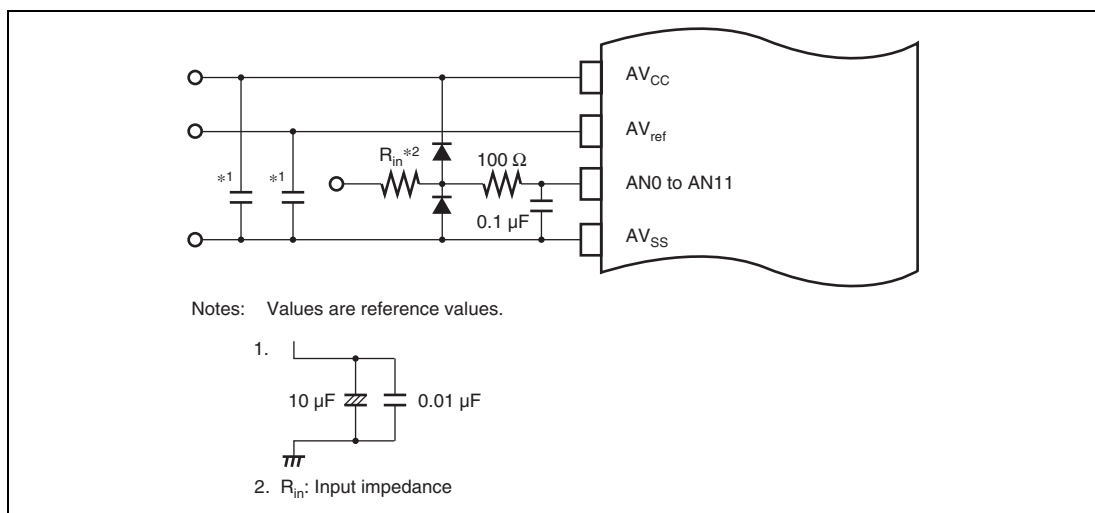 AVCC
AVref
Rin*2
100 Ω
*1
*1
AN0 to AN11
0.1 µF
AVSS
Notes: Values are reference values.
1.
10 µF
0.01 µF
2. Rin: Input impedance